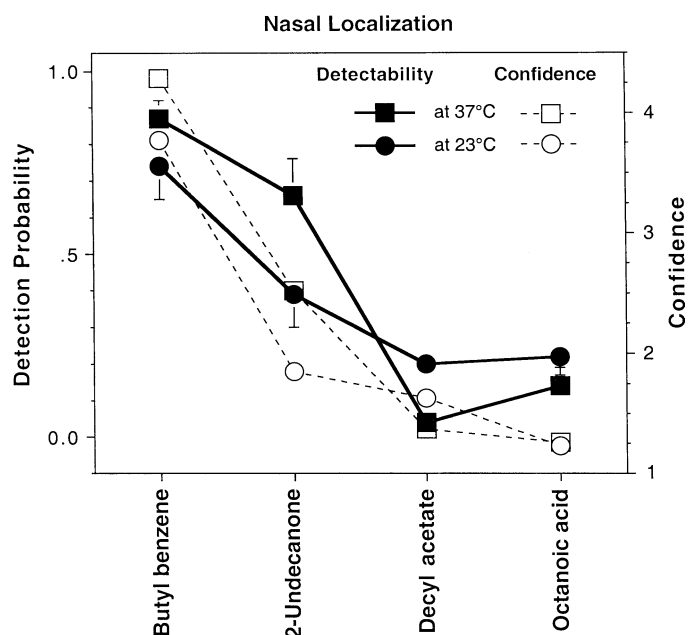 Nasal Localization
Detectability Confidence
at 37°C
at 23°C
Detection Probability
1.0
.5
0.0
Confidence
4
3
2
1
Butyl benzene
2-Undecanone
Decyl acetate
Octanoic acid